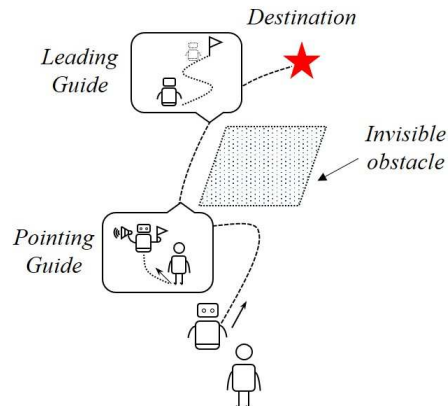 Destination
Leading
Guide
Invisible
obstacle
Pointing
Guide